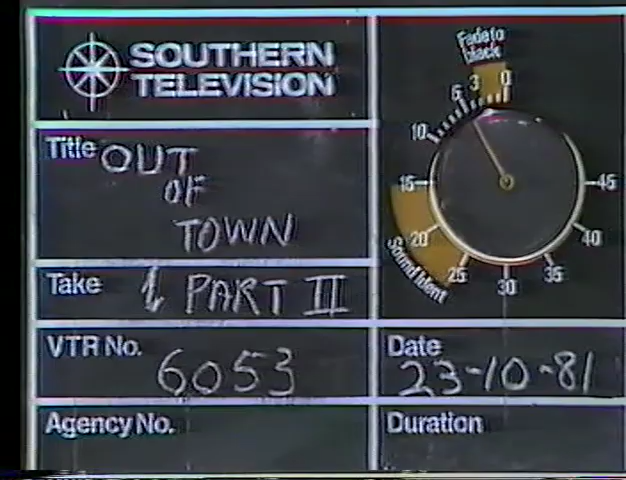 SOUTHERN
TELEVISION
Title OUT
OF
TOWN
Take 1, PART II
VTR No. 6053
Agency No.
Fade to
black
0
3
6
10
15
20
25
30
35
40
45
Sound Ident
Date
23-10-81
Duration